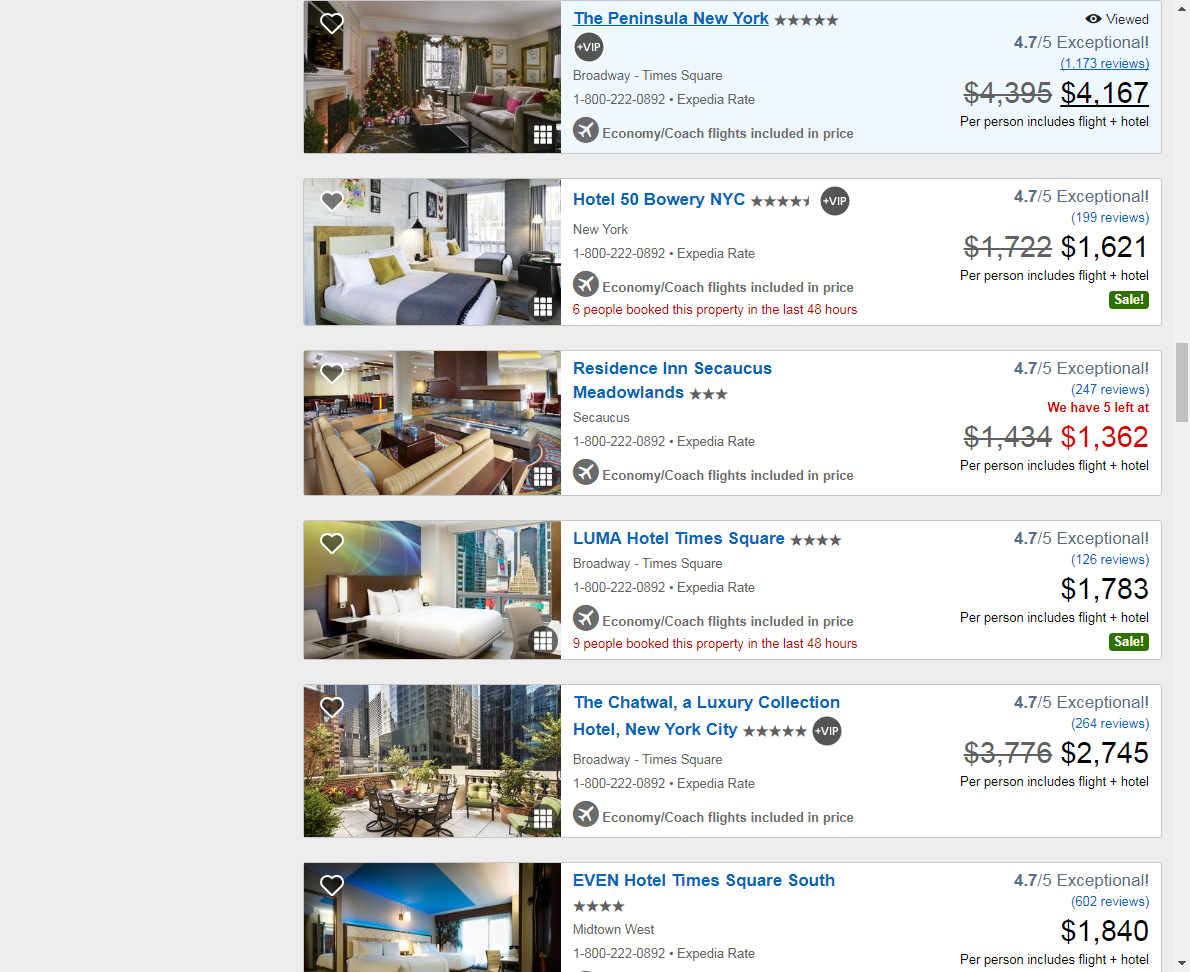 The Peninsula New York
+VIP
Broadway - Times Square
1-800-222-0892 • Expedia Rate
Economy/Coach flights included in price
Viewed
4.7/5 Exceptional!
(1,173 reviews)
$4,395 $4,167
Per person includes flight + hotel
Hotel 50 Bowery NYC +VIP
New York
1-800-222-0892 • Expedia Rate
Economy/Coach flights included in price
6 people booked this property in the last 48 hours
4.7/5 Exceptional!
(199 reviews)
$1,722 $1,621
Per person includes flight + hotel
Sale!
Residence Inn Secaucus
Meadowlands
Secaucus
1-800-222-0892 • Expedia Rate
Economy/Coach flights included in price
4.7/5 Exceptional!
(247 reviews)
We have 5 left at
$1,434 $1,362
Per person includes flight + hotel
LUMA Hotel Times Square
Broadway - Times Square
1-800-222-0892 • Expedia Rate
Economy/Coach flights included in price
9 people booked this property in the last 48 hours
4.7/5 Exceptional!
(126 reviews)
$1,783
Per person includes flight + hotel
Sale!
The Chatwal, a Luxury Collection
Hotel, New York City +VIP
Broadway - Times Square
1-800-222-0892 • Expedia Rate
Economy/Coach flights included in price
4.7/5 Exceptional!
(264 reviews)
$3,776 $2,745
Per person includes flight + hotel
EVEN Hotel Times Square South
Midtown West
1-800-222-0892 • Expedia Rate
4.7/5 Exceptional!
(602 reviews)
$1,840
Per person includes flight + hotel